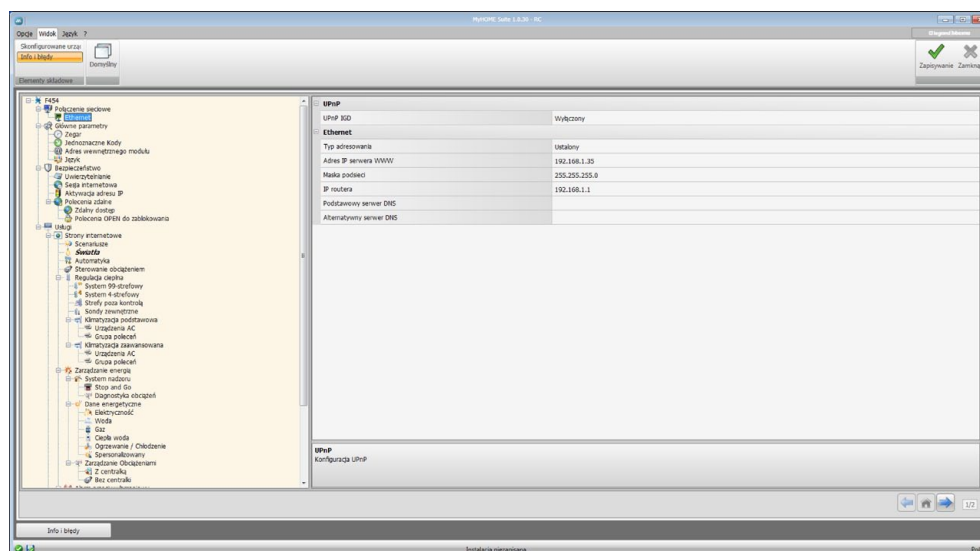 MyHOME Suite 1.0.36 - RC
Opcje Widok Język ?
Skonfigurowane urząd
Info i błędy
Domyślny
Elementy składowe
Zapisywanie Zamknąć
F454
Połączenie sieciowe
Ethernet
Główne parametry
Zegar
Jednoznaczne Kody
Adres wewnętrznego modułu
Język
Bezpieczeństwo
Uwierzytelnianie
Sesja internetowa
Aktywacja adresu IP
Polecenia zdalne
Zdalny dostęp
Polecenia OPEN do zablokowania
Usługi
Strony internetowe
Scenariusze
Światła
Automatyka
Sterowanie obciążeniem
Regulacja cieplna
System 99-strefowy
System 4-strefowy
Strefy poza kontrolą
Sondy zewnętrzne
Klimatyzacja podstawowa
Urządzenia AC
Grupa poleceń
Klimatyzacja zaawansowana
Urządzenia AC
Grupa poleceń
Zarządzanie energią
System nadzoru
Stop and Go
Diagnostyka obciążeń
Dane energetyczne
Elektryczność
Woda
Gaz
Ciepła woda
Ogrzewanie / Chłodzenie
Spersonalizowany
Zarządzanie Obciążeniami
Z centralką
Bez centralki
UPnP
UPnP IGD Wyłączony
Ethernet
Typ adresowania Ustalony
Adres IP serwera WWW 192.168.1.35
Maska podsieci 255.255.255.0
IP routera 192.168.1.1
Podstawowy serwer DNS
Alternatywny serwer DNS
UPnP
Konfiguracja UPnP
1/2
Info i błędy
Instalacja niezapisana